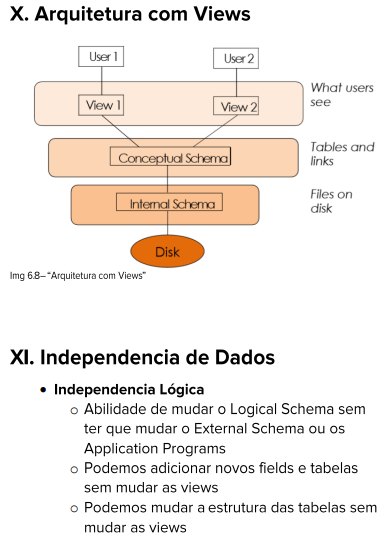 X. Arquitetura com Views
User 1
User 2
What users
see
View 1
View 2
Tables and
links
Conceptual Schema
Files on
disk
Internal Schema
Disk
Img 6.8– “Arquitetura com Views”
XI. Independencia de Dados
• Independencia Lógica
o Abilidade de mudar o Logical Schema sem
ter que mudar o External Schema ou os
Application Programs
o Podemos adicionar novos fields e tabelas
sem mudar as views
o Podemos mudar a estrutura das tabelas sem
mudar as views